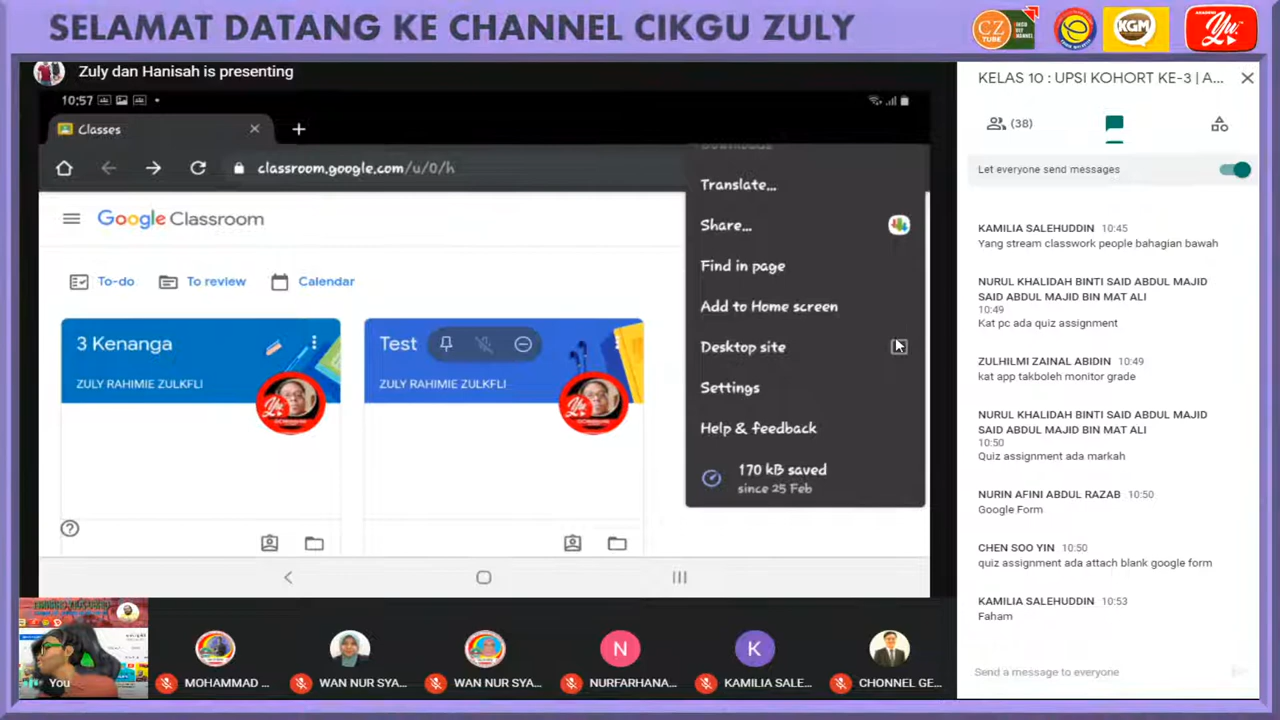 SELAMAT DATANG KE CHANNEL CIKGU ZULY
CZ
TUBE
KGM
Yu
Zuly dan Hanisah is presenting
10:57
Classes
classroom.google.com/u/0/h
Google Classroom
To-do
To review
Calendar
3 Kenanga
ZULY RAHIMIE ZULKFLI
Test
ZULY RAHIMIE ZULKFLI
Downloads
Translate...
Share...
Find in page
Add to Home screen
Desktop site
Settings
Help & feedback
170 kB saved
since 25 Feb
You
MOHAMMAD ...
WAN NUR SYA...
NURFARHANA...
KAMILIA SALE...
CHONNEL GE...
N
K
KELAS 10 : UPSI KOHORT KE-3 | A...
(38)
Let everyone send messages
KAMILIA SALEHUDDIN 10:45
Yang stream classwork people bahagian bawah
NURUL KHALIDAH BINTI SAID ABDUL MAJID
SAID ABDUL MAJID BIN MAT ALI
10:49
Kat pc ada quiz assignment
ZULHILMI ZAINAL ABIDIN 10:49
kat app takboleh monitor grade
NURUL KHALIDAH BINTI SAID ABDUL MAJID
SAID ABDUL MAJID BIN MAT ALI
10:50
Quiz assignment ada markah
NURIN AFINI ABDUL RAZAB 10:50
Google Form
CHEN SOO YIN 10:50
quiz assignment ada attach blank google form
KAMILIA SALEHUDDIN 10:53
Faham
Send a message to everyone